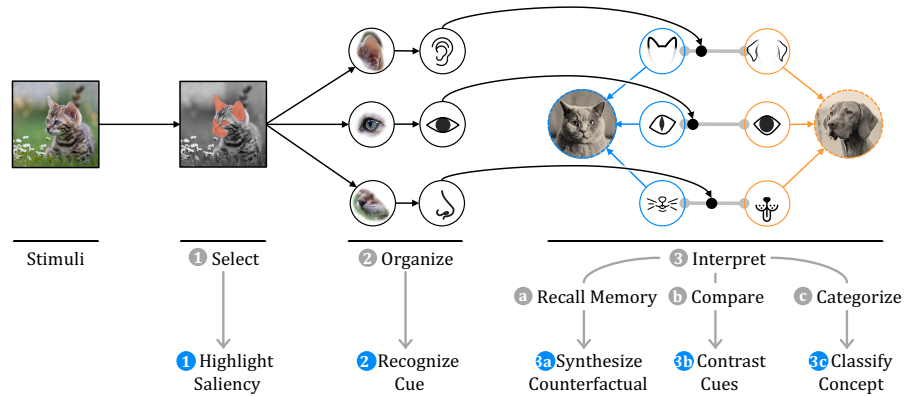 Stimuli
1 Select
2 Organize
3 Interpret
a Recall Memory
b Compare
c Categorize
1 Highlight
Saliency
2 Recognize
Cue
3a Synthesize
Counterfactual
3b Contrast
Cues
3c Classify
Concept